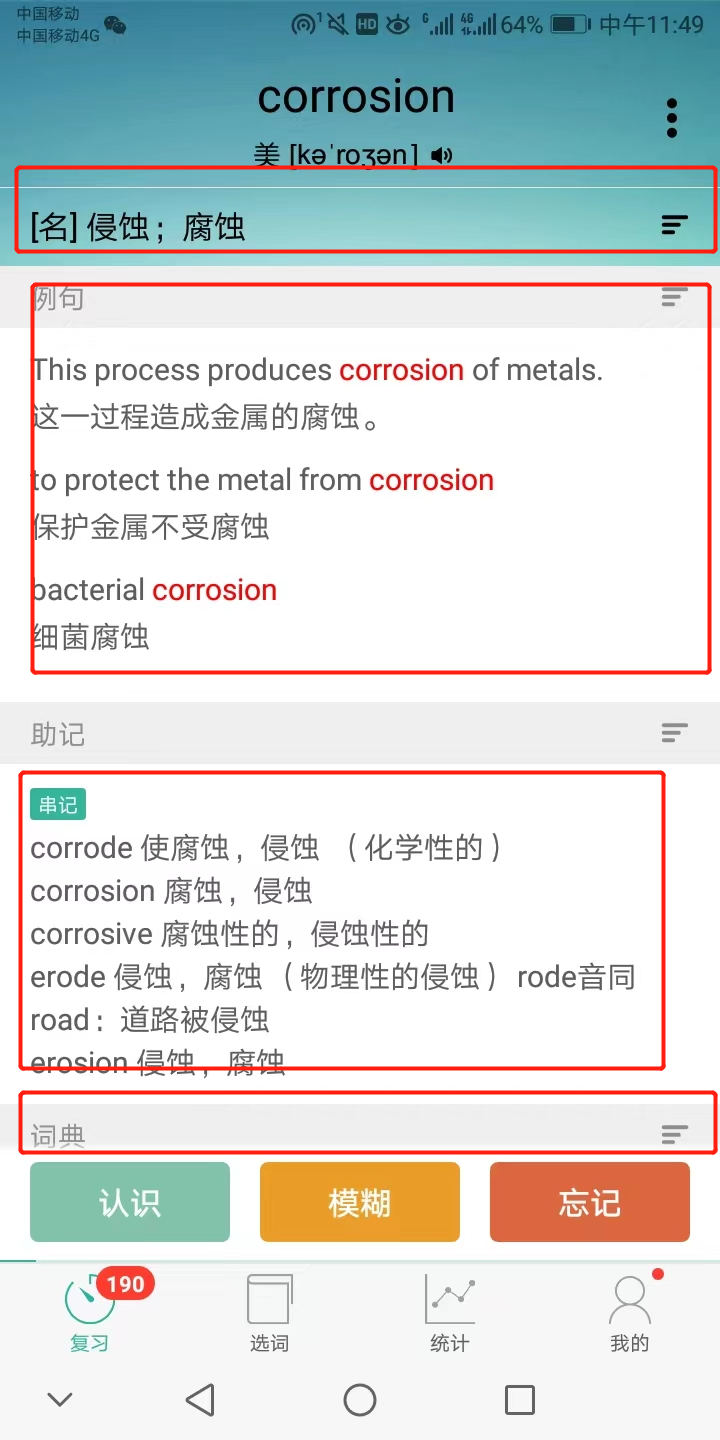 中国移动
中国移动4G
1 HD G 4G 64% 中午11:49
corrosion
美 [kəˈroʒən]
[名] 侵蚀；腐蚀
例句
This process produces corrosion of metals.
这一过程造成金属的腐蚀。
to protect the metal from corrosion
保护金属不受腐蚀
bacterial corrosion
细菌腐蚀
助记
串记
corrode 使腐蚀，侵蚀 （化学性的）
corrosion 腐蚀，侵蚀
corrosive 腐蚀性的，侵蚀性的
erode 侵蚀，腐蚀（物理性的侵蚀）rode音同
road：道路被侵蚀
erosion 侵蚀，腐蚀
词典
认识 模糊 忘记
190
复习 选词 统计 我的